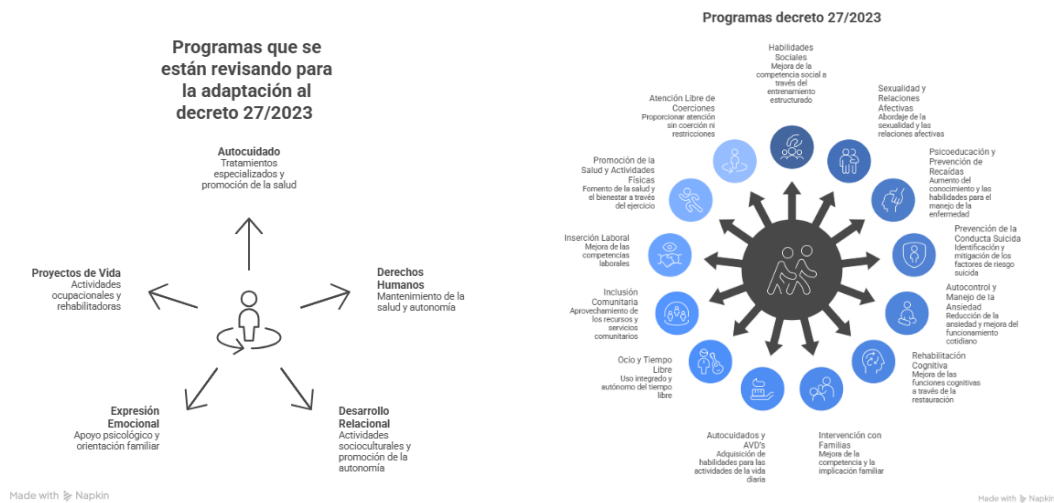 Programas que se
están revisando para
la adaptación al
decreto 27/2023
Autocuidado
Tratamientos
especializados y
promoción de la salud
Proyectos de Vida
Actividades
ocupacionales y
rehabilitadoras
Derechos
Humanos
Mantenimiento de la
salud y autonomía
Expresión
Emocional
Apoyo psicológico y
orientación familiar
Desarrollo
Relacional
Actividades
socioculturales y
promoción de la
autonomía
Made with Napkin
Programas decreto 27/2023
Habilidades
Sociales
Mejora de la
competencia social a
través del
entrenamiento
estructurado
Sexualidad y
Relaciones
Afectivas
Abordaje de la
sexualidad y las
relaciones afectivas
Psicoeducación y
Prevención de
Recaídas
Aumento del
conocimiento y las
habilidades para el
manejo de la
enfermedad
Prevención de la
Conducta Suicida
Identificación y
mitigación de los
factores de riesgo
suicida
Autocontrol y
Manejo de la
Ansiedad
Reducción de la
ansiedad y mejora del
funcionamiento
cotidiano
Rehabilitación
Cognitiva
Mejora de las
funciones cognitivas
a través de la
restauración
Intervención con
Familias
Mejora de la
competencia y la
implicación familiar
Autocuidados y
AVD's
Adquisición de
habilidades para las
actividades de la vida
diaria
Ocio y Tiempo
Libre
Uso integrado y
autónomo del tiempo
libre
Inclusión
Comunitaria
Aprovechamiento de
los recursos y
servicios
comunitarios
Inserción Laboral
Mejora de las
competencias
laborales
Promoción de la
Salud y Actividades
Físicas
Fomento de la salud y
el bienestar a través
del ejercicio
Atención Libre de
Coerciones
Proporcionar atención
sin coerción ni
restricciones
Made with Napkin